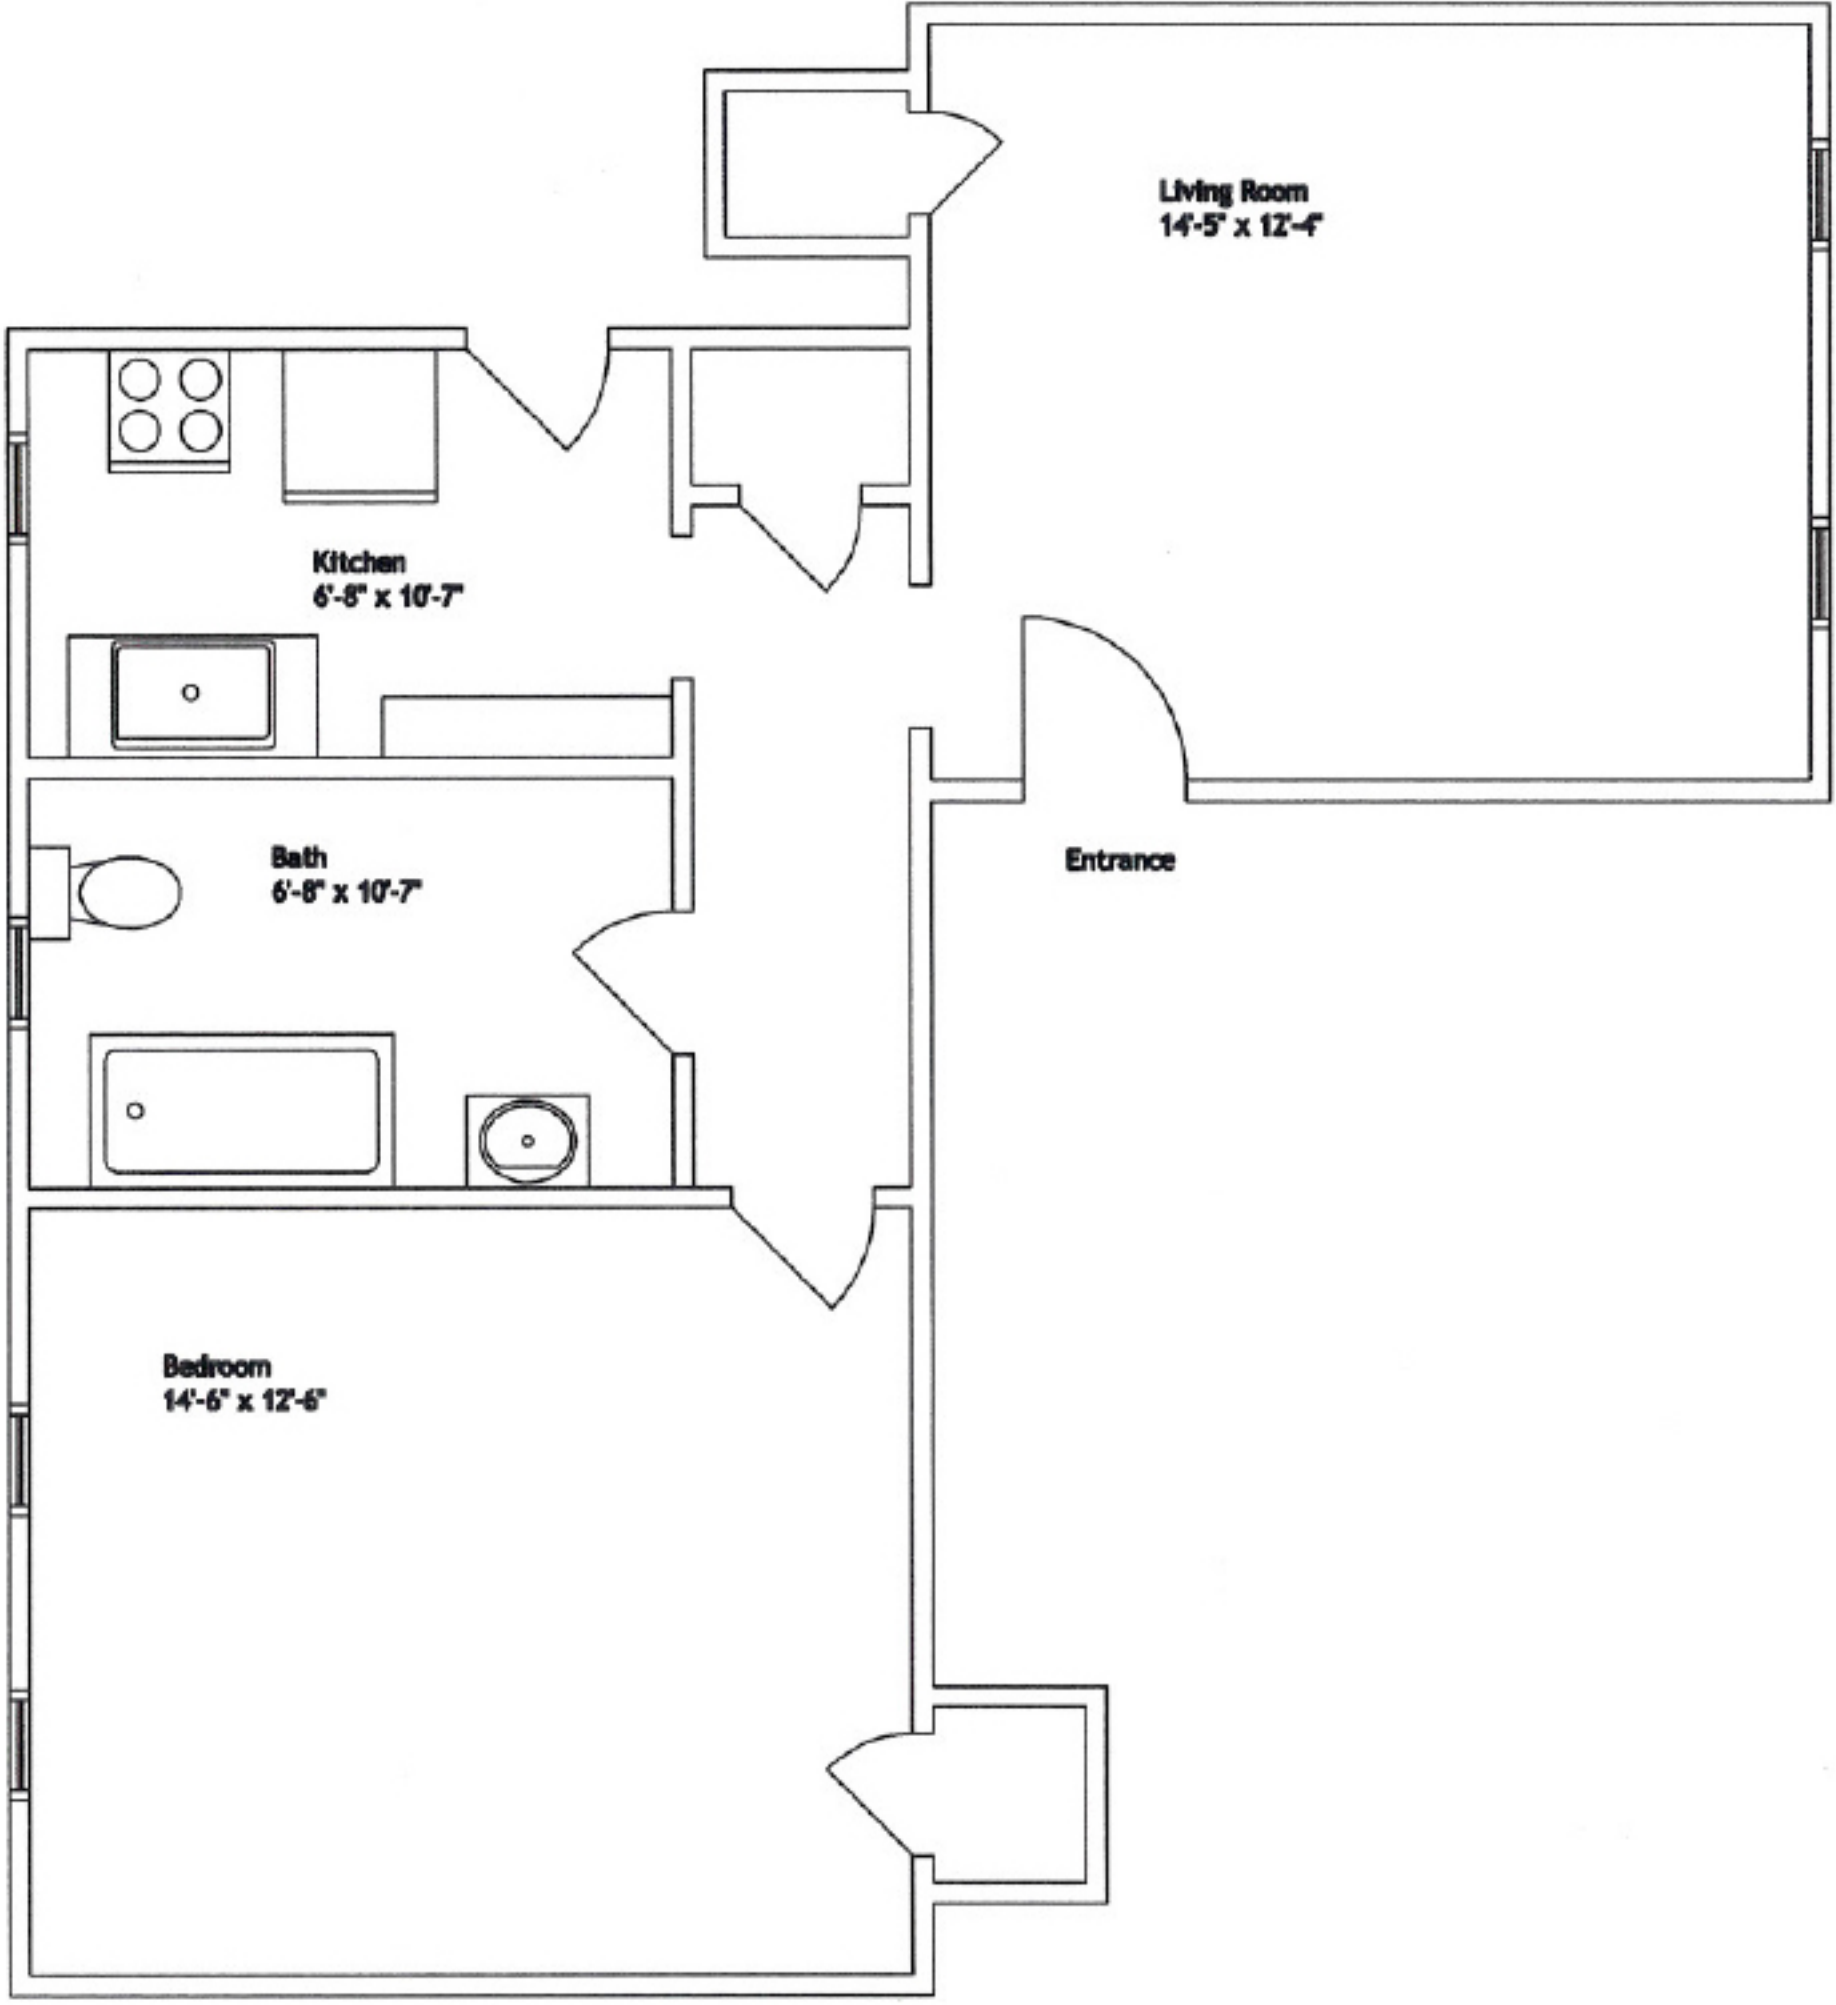 Living Room
14'-5" x 12'-4"
Kitchen
6'-8" x 10'-7"
Bath
6'-8" x 10'-7"
Entrance
Bedroom
14'-6" x 12'-6"